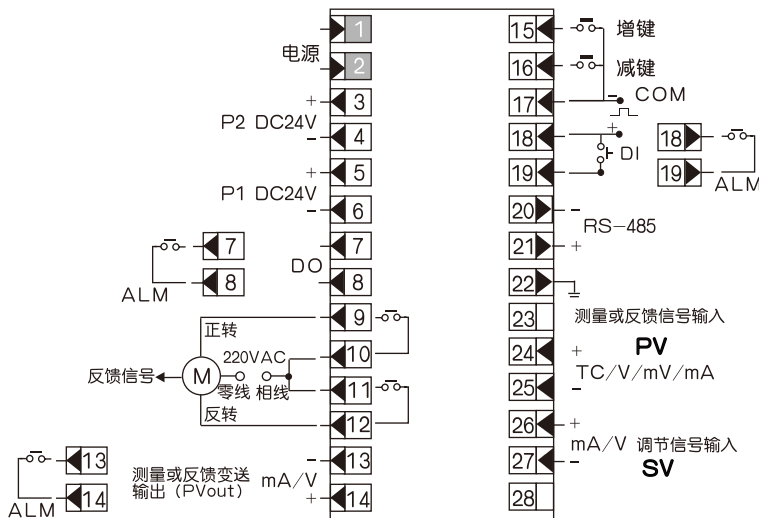 1
电源
2
+ 3
P2 DC24V
- 4
+ 5
P1 DC24V
- 6
7
DO
8
7
8
ALM
9
正转
10
220VAC
反馈信号
M
零线 相线
11
反转
12
- 13
测量或反馈变送
输出（PVout）
mA/V
+ 14
13
14
ALM
15 增键
16 减键
17 - COM
18 +
DI
19
18
19
ALM
20 -
RS-485
21 +
22
23 测量或反馈信号输入
PV
24 +
TC/V/mV/mA
25 -
26 +
mA/V 调节信号输入
SV
27 -
28